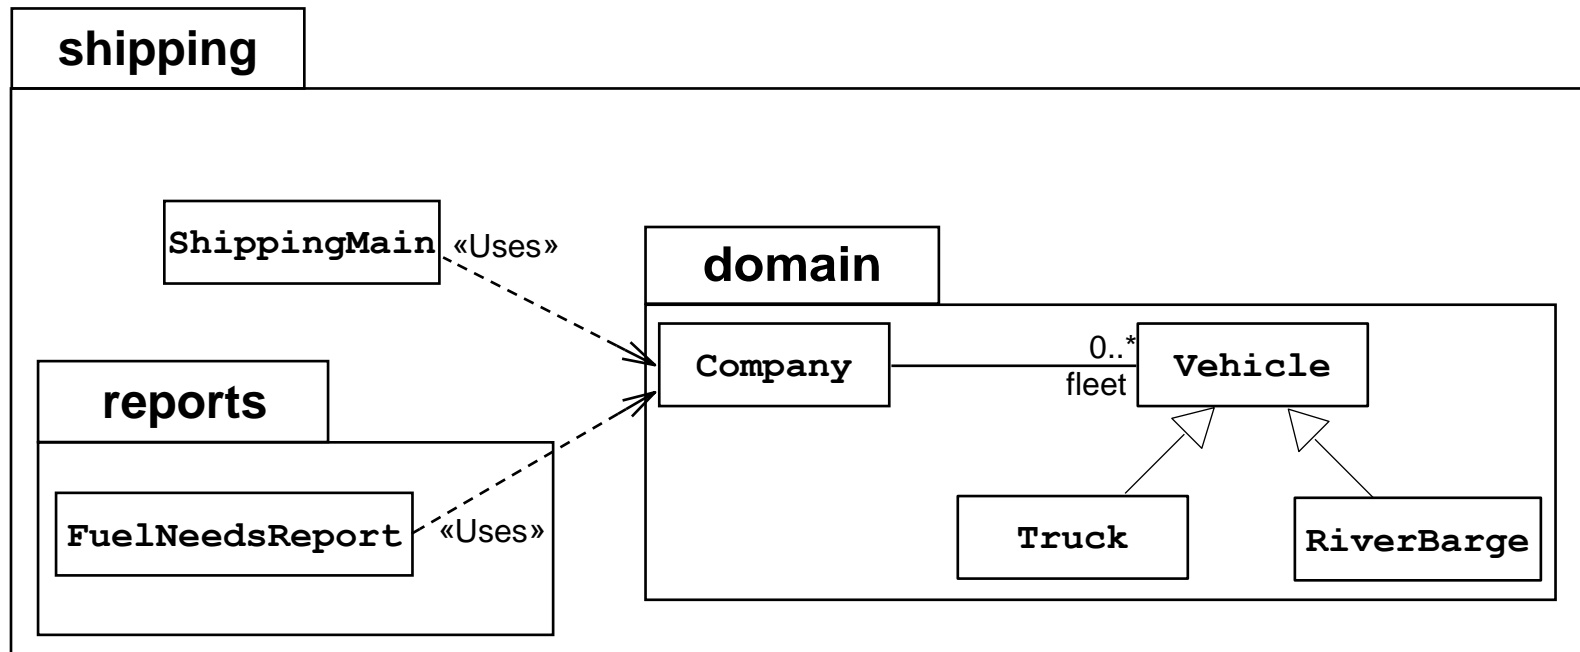 shipping
ShippingMain
«Uses»
domain
Company
0..*
fleet
Vehicle
reports
FuelNeedsReport
«Uses»
Truck
RiverBarge